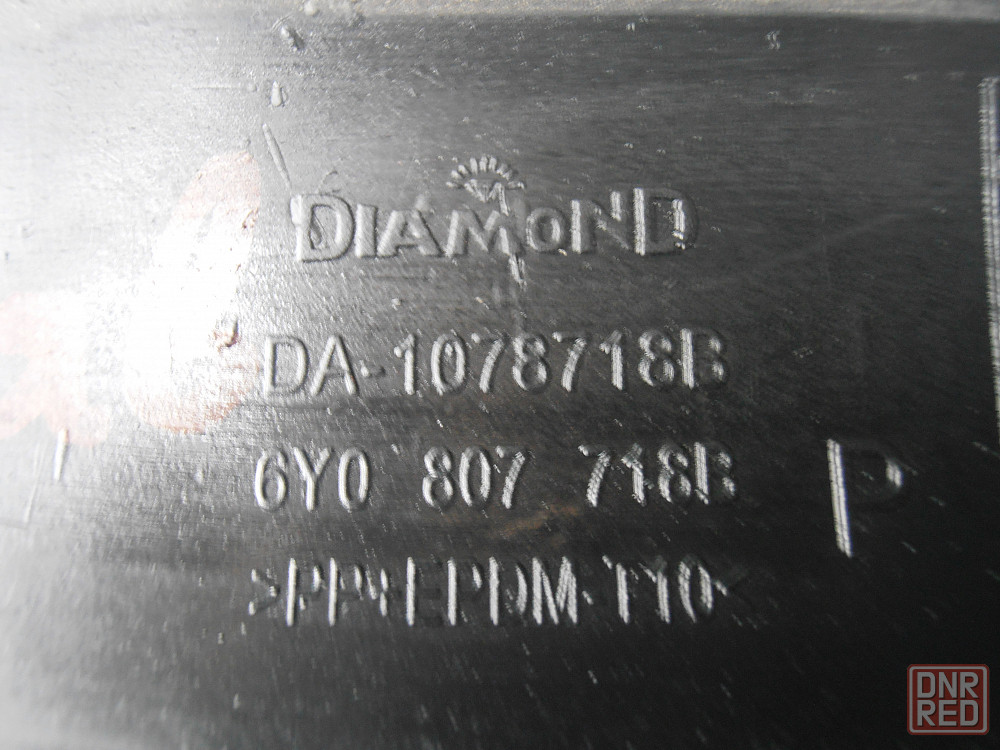 DIAMOND
DA-1078718B
6Y0 807 718B
P
>PP+EPDM-T10<
DNR
RED